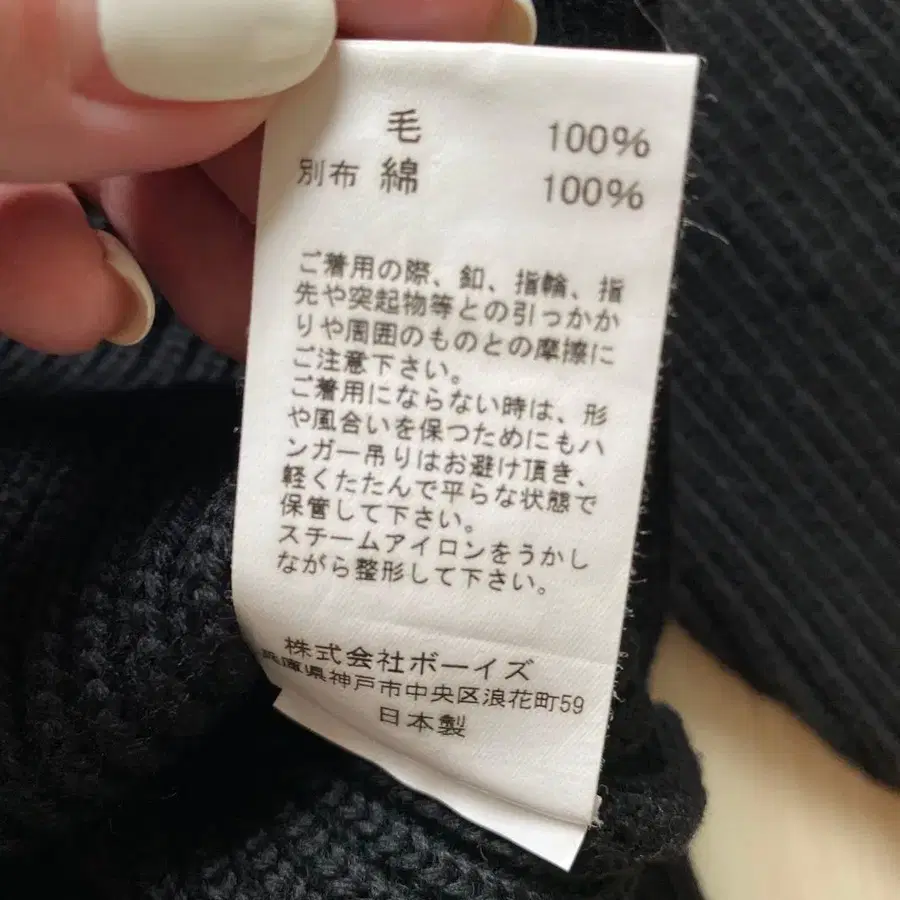 毛 100%
別布 綿 100%
ご着用の際、釦、指輪、指
先や突起物等との引っかか
りや周囲のものとの摩擦に
ご注意下さい。
ご着用にならない時は、形
や風合いを保つためにもハ
ンガー吊りはお避け頂き、
軽くたたんで平らな状態で
保管して下さい。
スチームアイロンをうかし
ながら整形して下さい。
株式会社ボーイズ
兵庫県神戸市中央区浪花町59
日本製